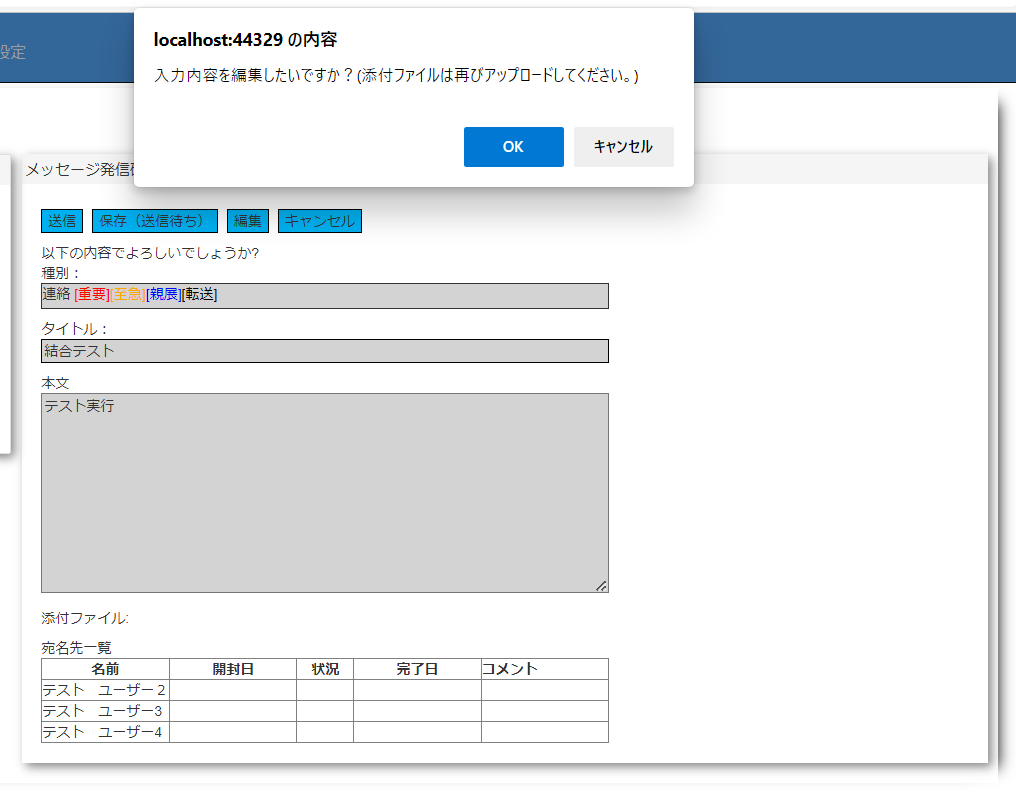 localhost:44329 の内容
入力内容を編集したいですか？(添付ファイルは再びアップロードしてください。)
OK キャンセル
設定
メッセージ発信
送信 保存（送信待ち） 編集 キャンセル
以下の内容でよろしいでしょうか?
種別：
連絡 [重要][至急][親展][転送]
タイトル：
結合テスト
本文
テスト実行
添付ファイル:
宛名先一覧
名前 開封日 状況 完了日 コメント
テスト　ユーザー２
テスト　ユーザー3
テスト　ユーザー4